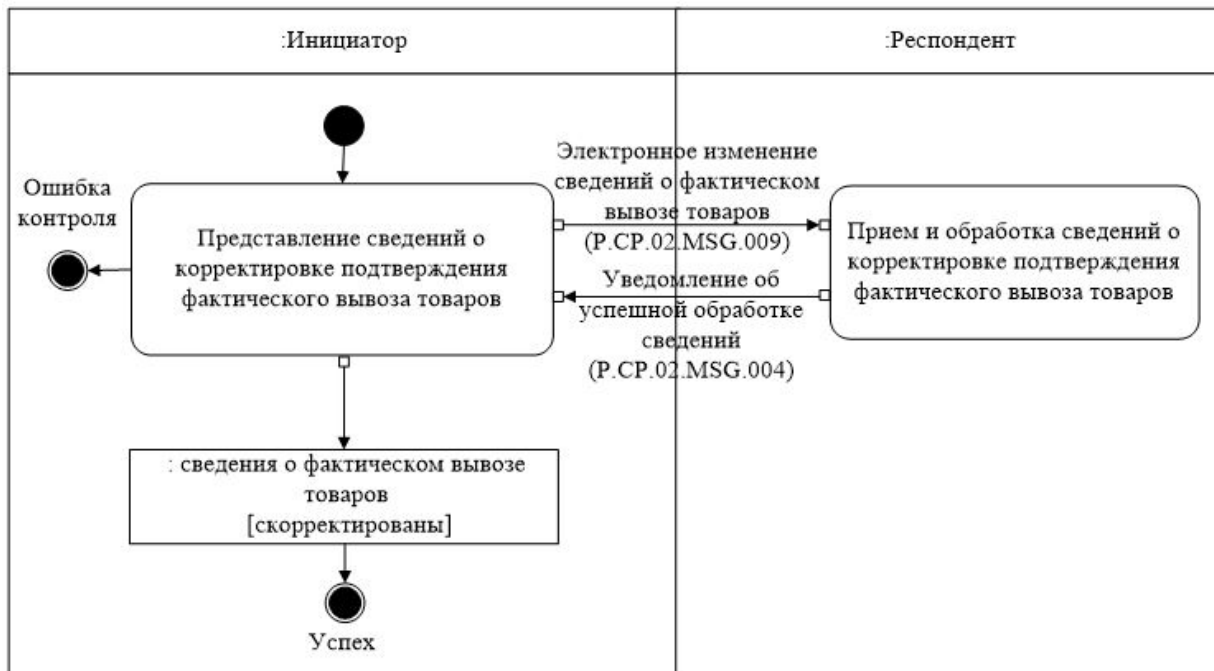 :Инициатор
:Респондент
Ошибка
контроля
Представление сведений о
корректировке подтверждения
фактического вывоза товаров
Электронное изменение
сведений о фактическом
вывозе товаров
(P.CP.02.MSG.009)
Уведомление об
успешной обработке
сведений
(P.CP.02.MSG.004)
Прием и обработка сведений о
корректировке подтверждения
фактического вывоза товаров
: сведения о фактическом вывозе
товаров
[скорректированы]
Успех